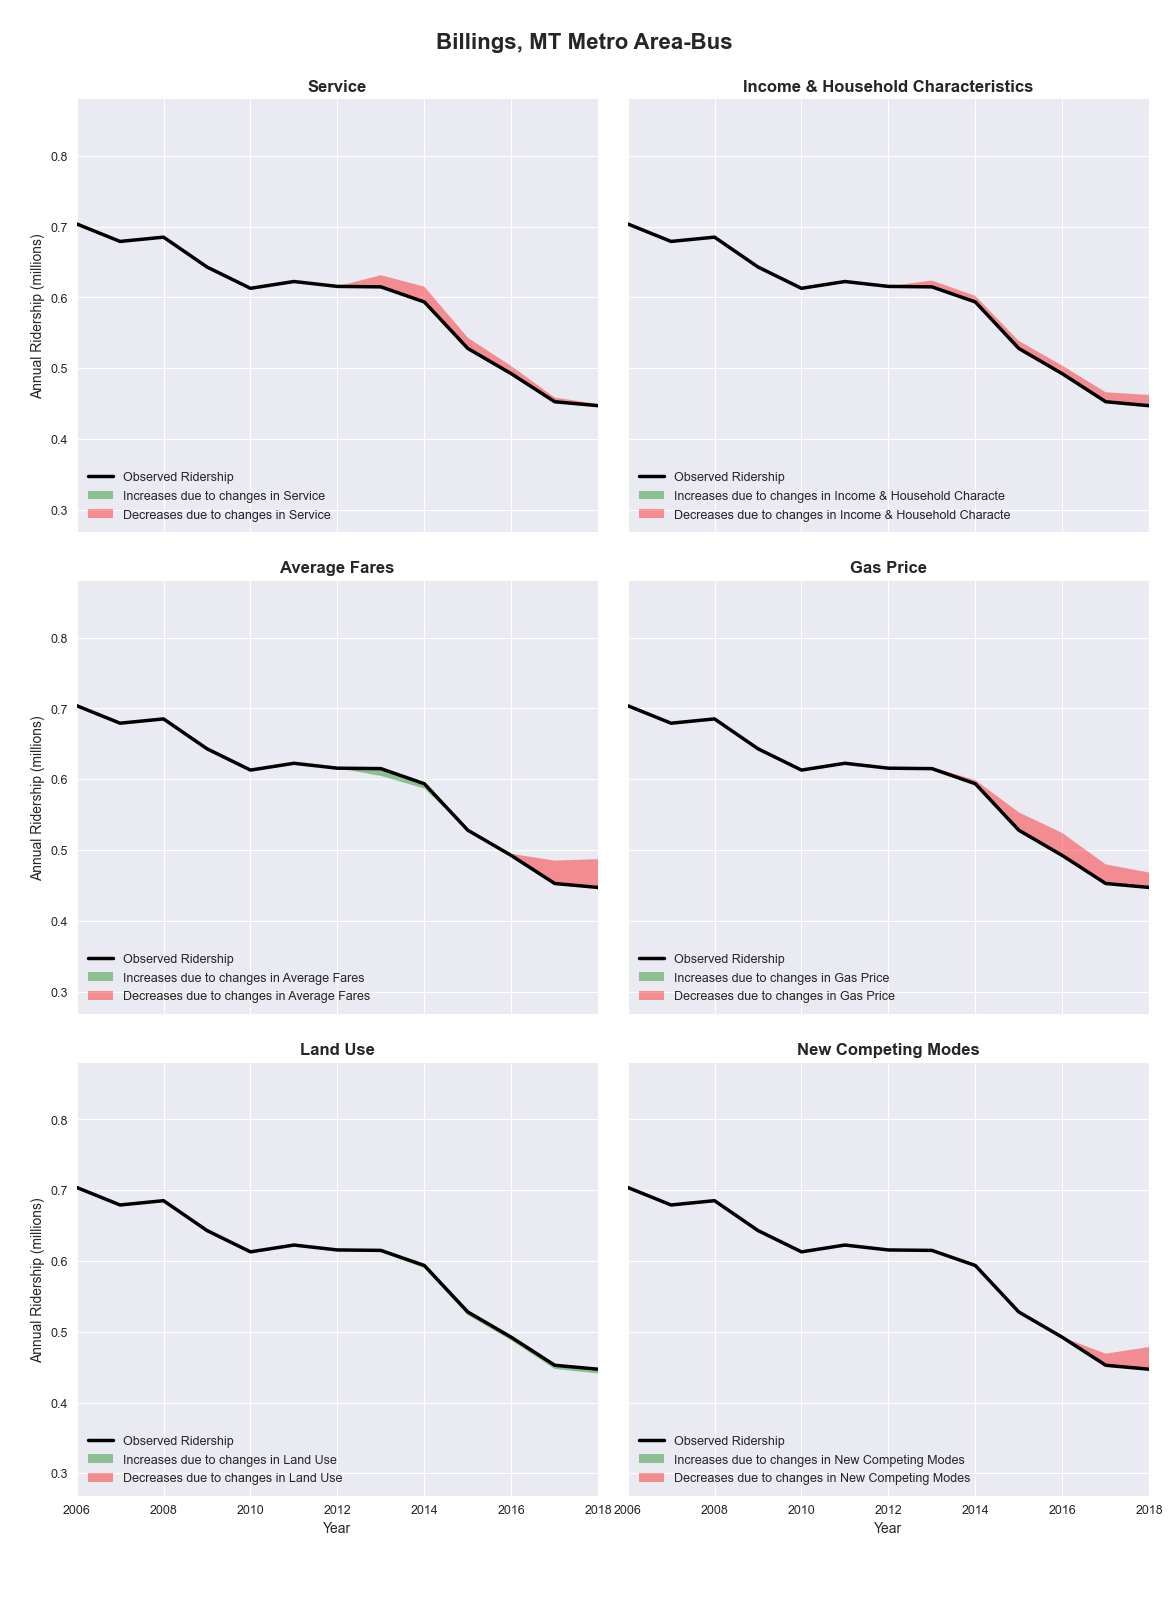 Billings, MT Metro Area-Bus
Service
Annual Ridership (millions)
0.8
0.7
0.6
0.5
0.4
0.3
Observed Ridership
Increases due to changes in Service
Decreases due to changes in Service
Income & Household Characteristics
Observed Ridership
Increases due to changes in Income & Household Characte
Decreases due to changes in Income & Household Characte
Average Fares
Annual Ridership (millions)
0.8
0.7
0.6
0.5
0.4
0.3
Observed Ridership
Increases due to changes in Average Fares
Decreases due to changes in Average Fares
Gas Price
Observed Ridership
Increases due to changes in Gas Price
Decreases due to changes in Gas Price
Land Use
Annual Ridership (millions)
0.8
0.7
0.6
0.5
0.4
0.3
Observed Ridership
Increases due to changes in Land Use
Decreases due to changes in Land Use
2006 2008 2010 2012 2014 2016 2018
Year
New Competing Modes
Observed Ridership
Increases due to changes in New Competing Modes
Decreases due to changes in New Competing Modes
2006 2008 2010 2012 2014 2016 2018
Year